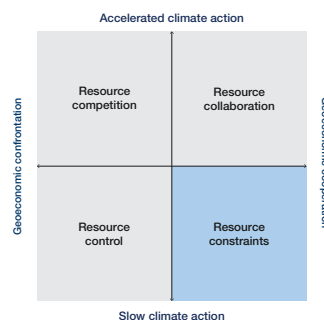 Accelerated climate action
Geoeconomic confrontation
Resource
competition
Resource
collaboration
Resource
control
Resource
constraints
Slow climate action